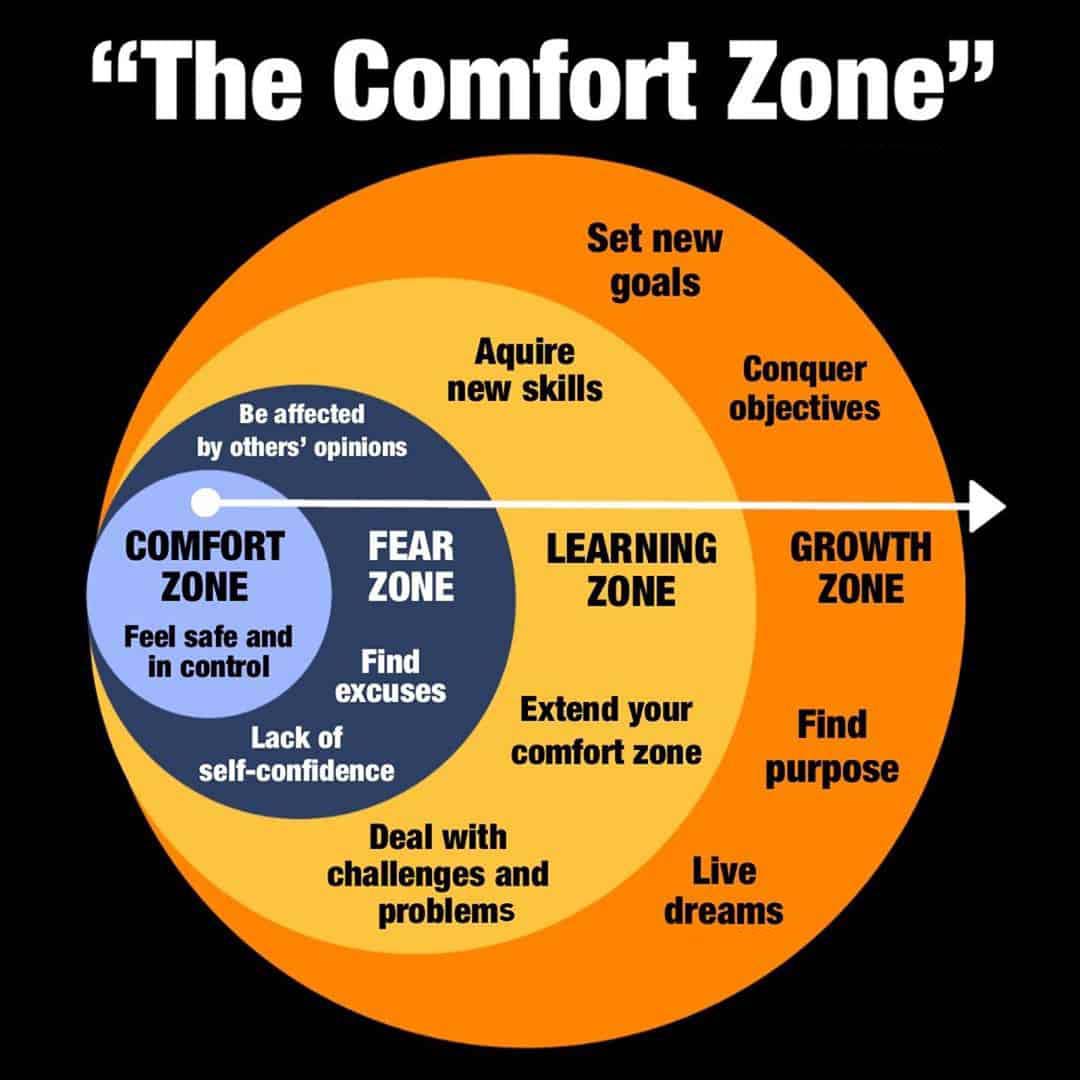 “The Comfort Zone”
Set new
goals
Aquire
new skills
Conquer
objectives
Be affected
by others’ opinions
COMFORT
ZONE
Feel safe and
in control
FEAR
ZONE
Find
excuses
Lack of
self-confidence
LEARNING
ZONE
Extend your
comfort zone
Deal with
challenges and
problems
GROWTH
ZONE
Find
purpose
Live
dreams